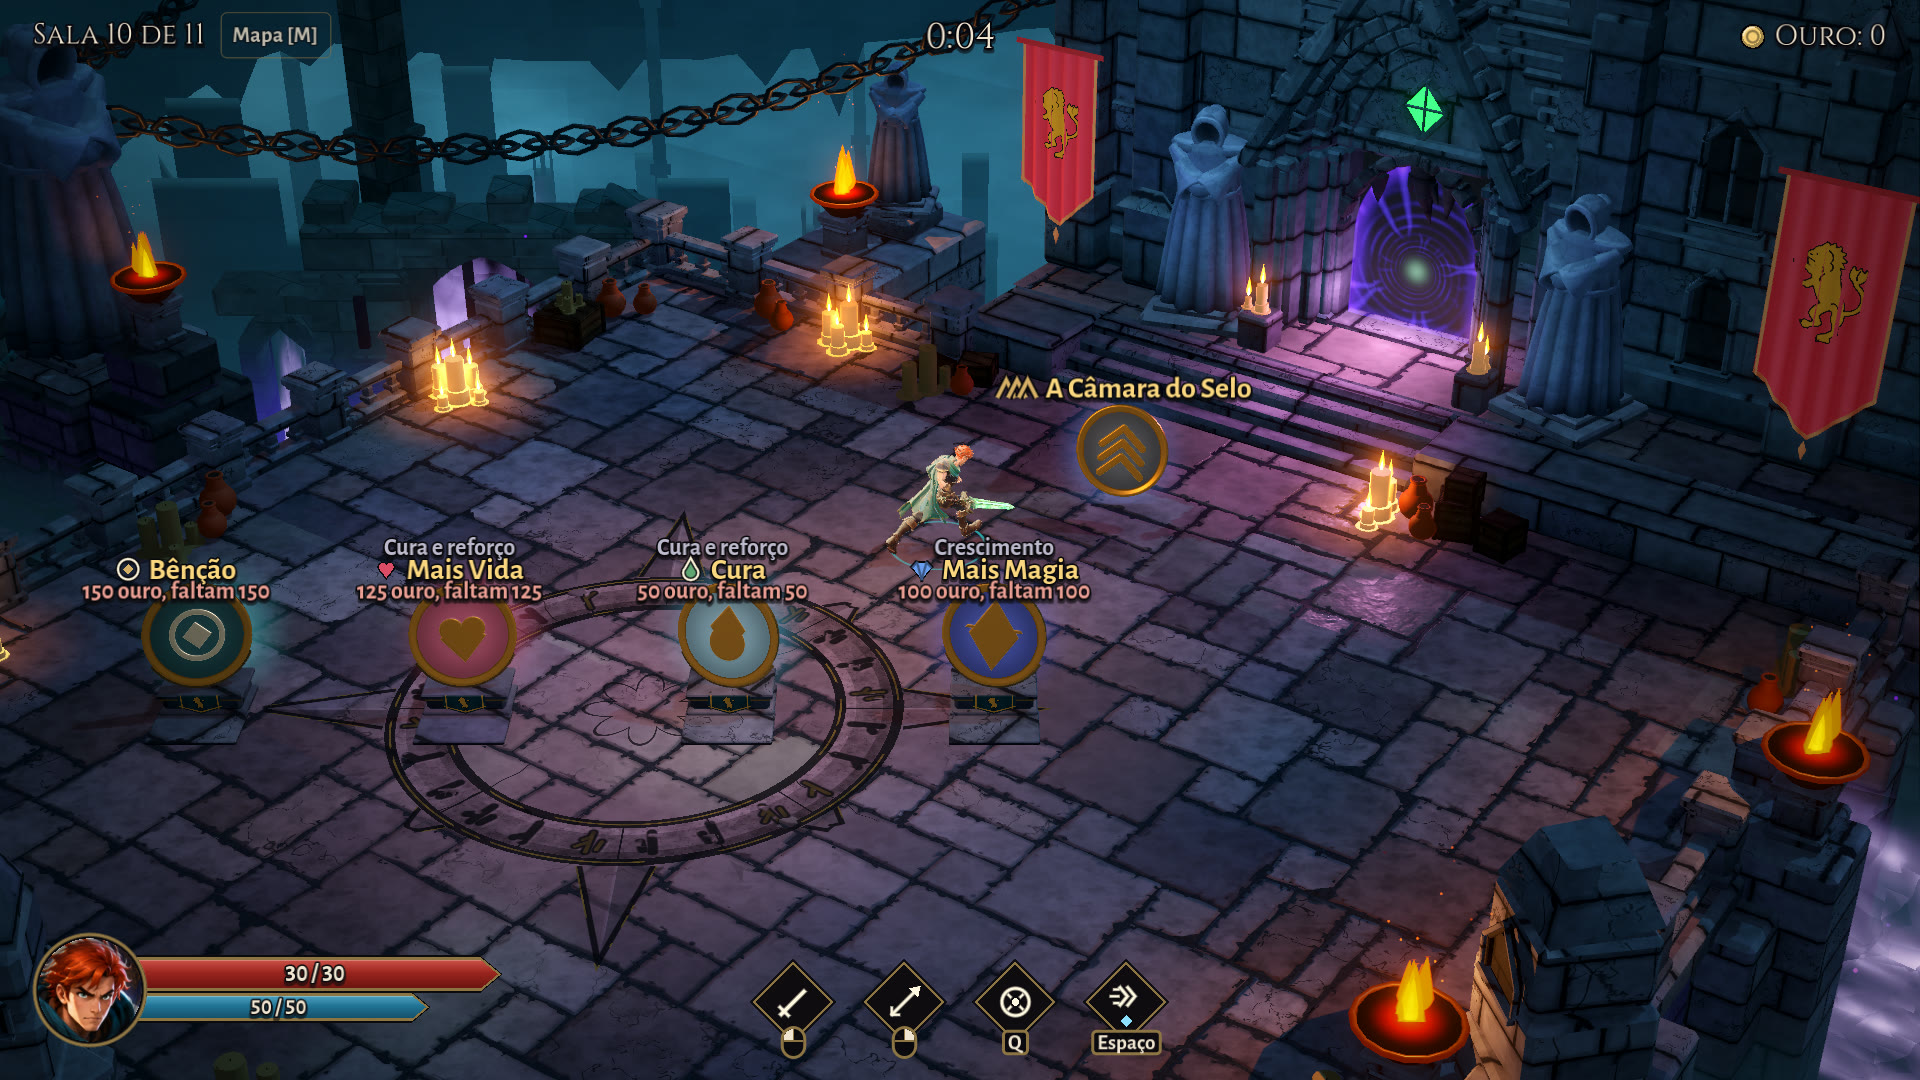 Sala 10 de 11
Mapa [M]
0:04
Ouro: 0
A Câmara do Selo
Bênção
150 ouro, faltam 150
Cura e reforço
Mais Vida
125 ouro, faltam 125
Cura e reforço
Cura
50 ouro, faltam 50
Crescimento
Mais Magia
100 ouro, faltam 100
30/30
50/50
Q
Espaço